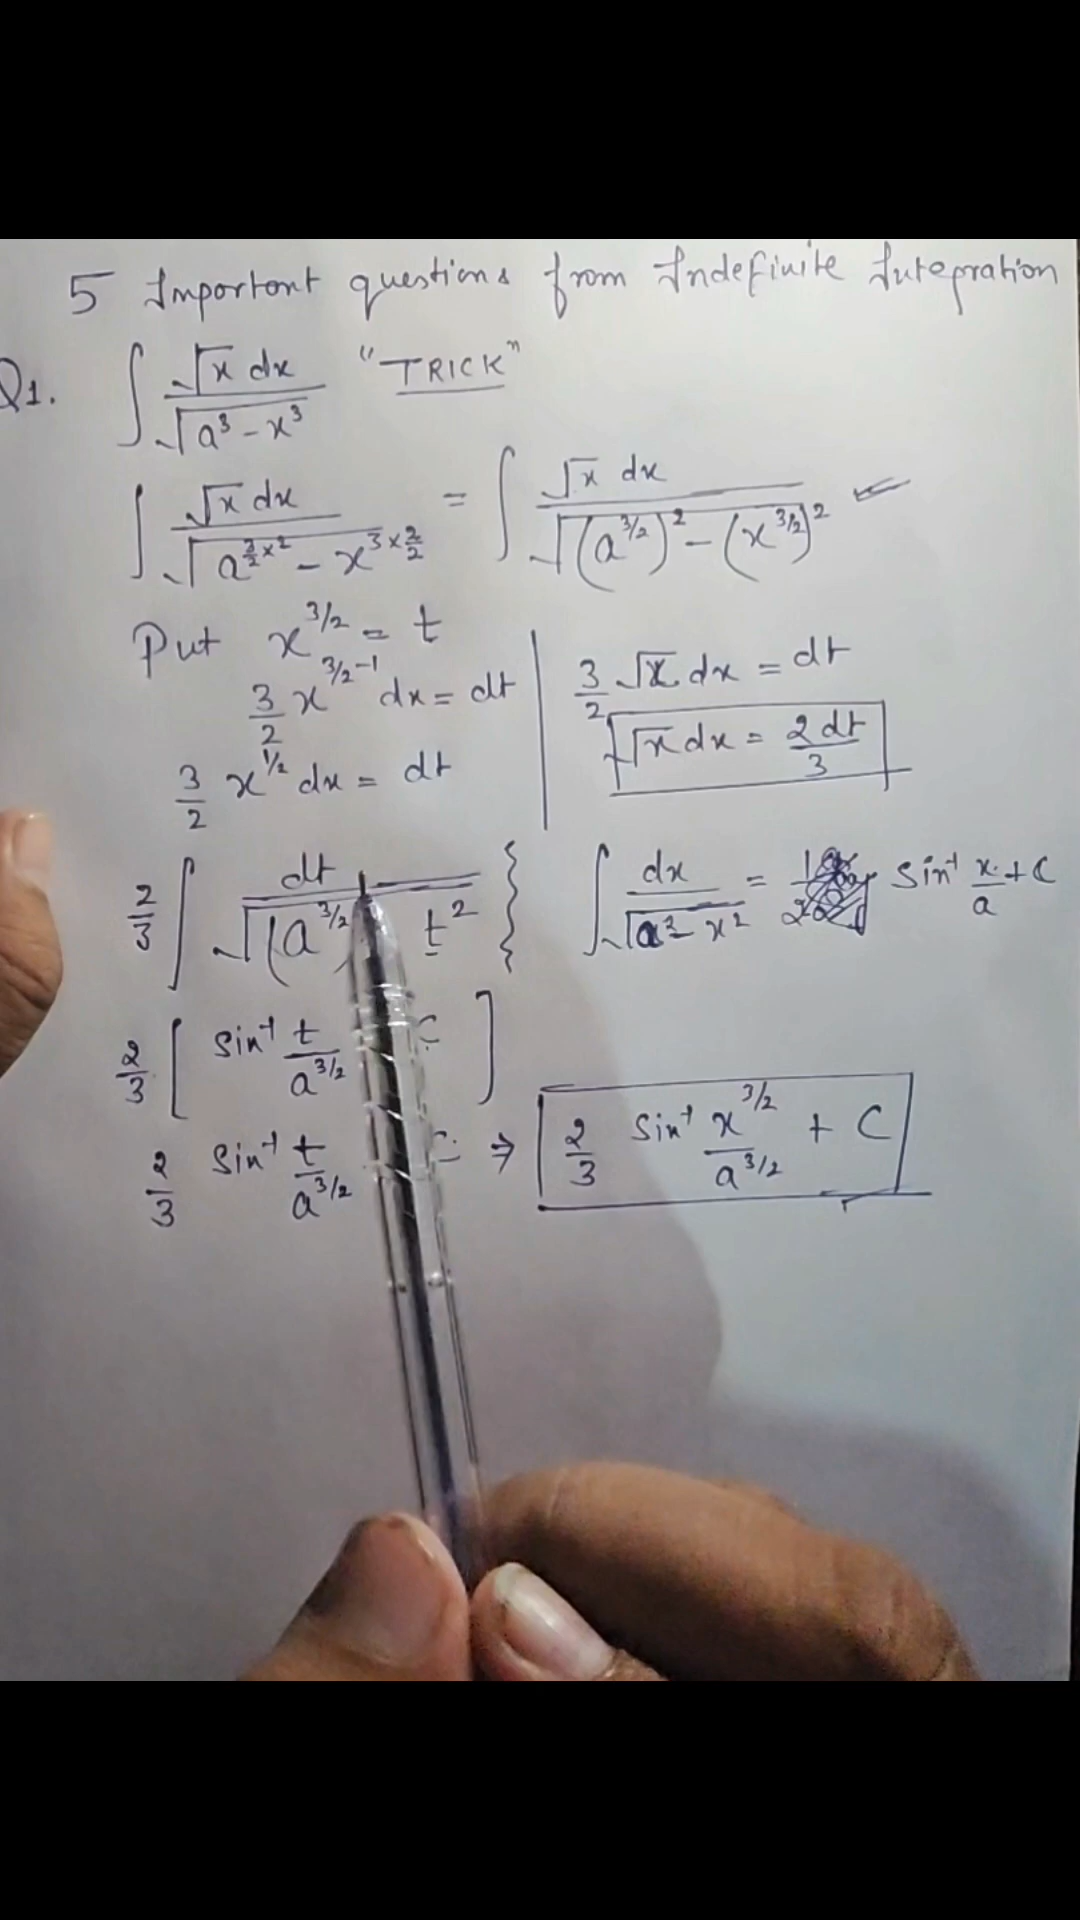 5 Important questions from Indefinite Integration
Q1. ∫ √x dx / √(a³ - x³) "TRICK"
∫ √x dx / √(a^(3/2 × 2) - x^(3 × 2/2)) = ∫ √x dx / √((a^(3/2))² - (x^(3/2))²)
Put x^(3/2) = t
3/2 x^(3/2 - 1) dx = dt
3/2 x^(1/2) dx = dt
3/2 √x dx = dt
√x dx = 2 dt / 3
2/3 ∫ dt / √((a^(3/2) t²
∫ dx / √(a² - x²) = sin⁻¹ x/a + C
2/3 [ sin⁻¹ t / a^(3/2) C ]
2/3 sin⁻¹ t / a^(3/2) C ⇒ 2/3 sin⁻¹ x^(3/2) / a^(3/2) + C